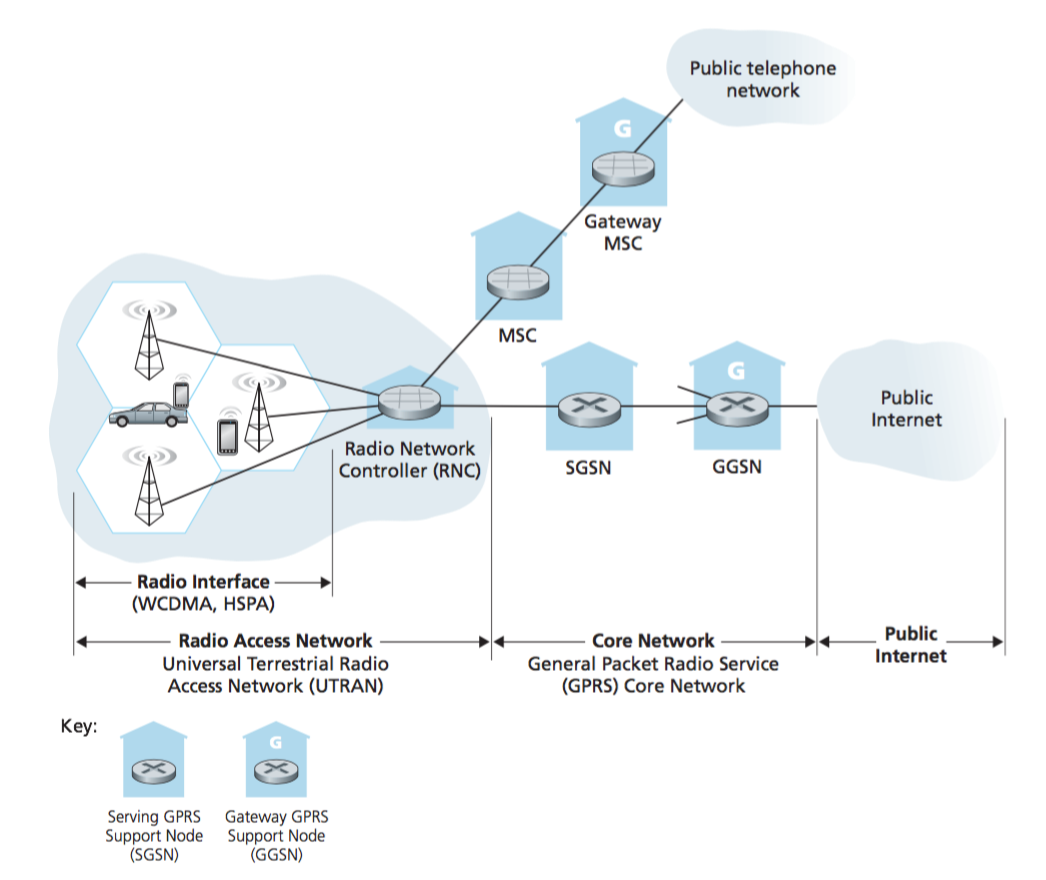 Public telephone
network
G
Gateway
MSC
MSC
Radio Network
Controller (RNC)
SGSN
G
GGSN
Public
Internet
Radio Interface
(WCDMA, HSPA)
Radio Access Network
Universal Terrestrial Radio
Access Network (UTRAN)
Core Network
General Packet Radio Service
(GPRS) Core Network
Public
Internet
Key:
Serving GPRS
Support Node
(SGSN)
G
Gateway GPRS
Support Node
(GGSN)